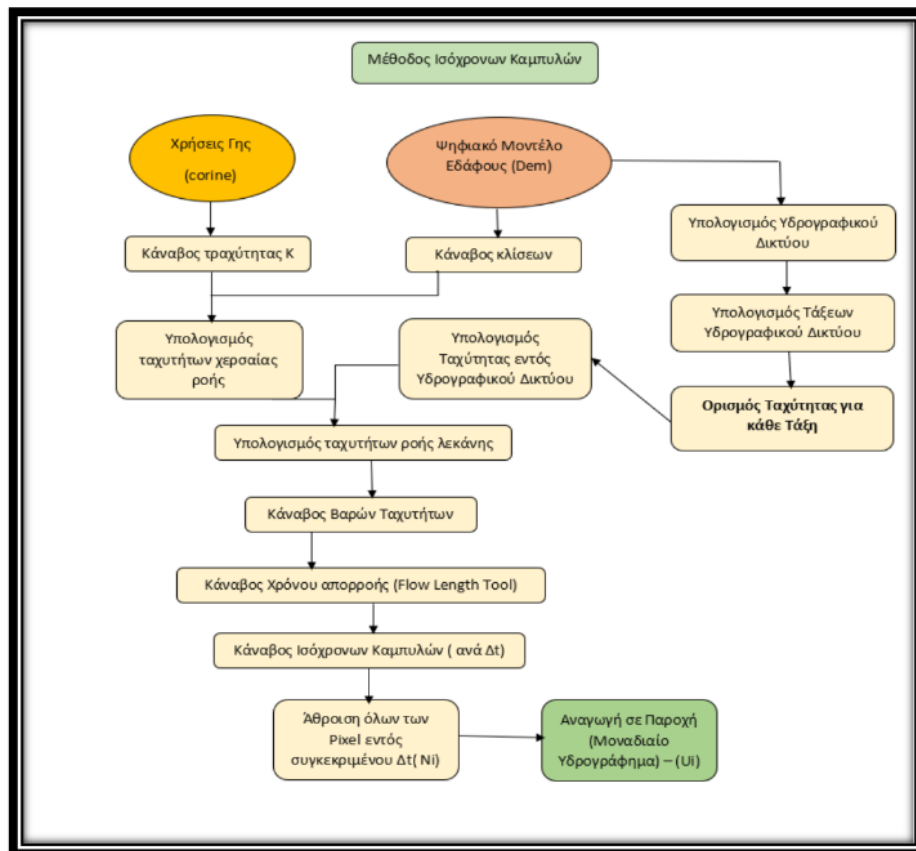 Μέθοδος Ισόχρονων Καμπυλών
Χρήσεις Γης
(corine)
Ψηφιακό Μοντέλο
Εδάφους (Dem)
Υπολογισμός Υδρογραφικού
Δικτύου
Κάναβος τραχύτητας Κ
Κάναβος κλίσεων
Υπολογισμός Τάξεων
Υδρογραφικού Δικτύου
Υπολογισμός
ταχυτήτων χερσαίας
ροής
Υπολογισμός
Ταχύτητας εντός
Υδρογραφικού Δικτύου
Ορισμός Ταχύτητας για
κάθε Τάξη
Υπολογισμός ταχυτήτων ροής λεκάνης
Κάναβος Βαρών Ταχυτήτων
Κάναβος Χρόνου απορροής (Flow Length Tool)
Κάναβος Ισόχρονων Καμπυλών ( ανά Δt)
Άθροιση όλων των
Pixel εντός
συγκεκριμένου Δt( Ni)
Αναγωγή σε Παροχή
(Μοναδιαίο
Υδρογράφημα) – (Ui)